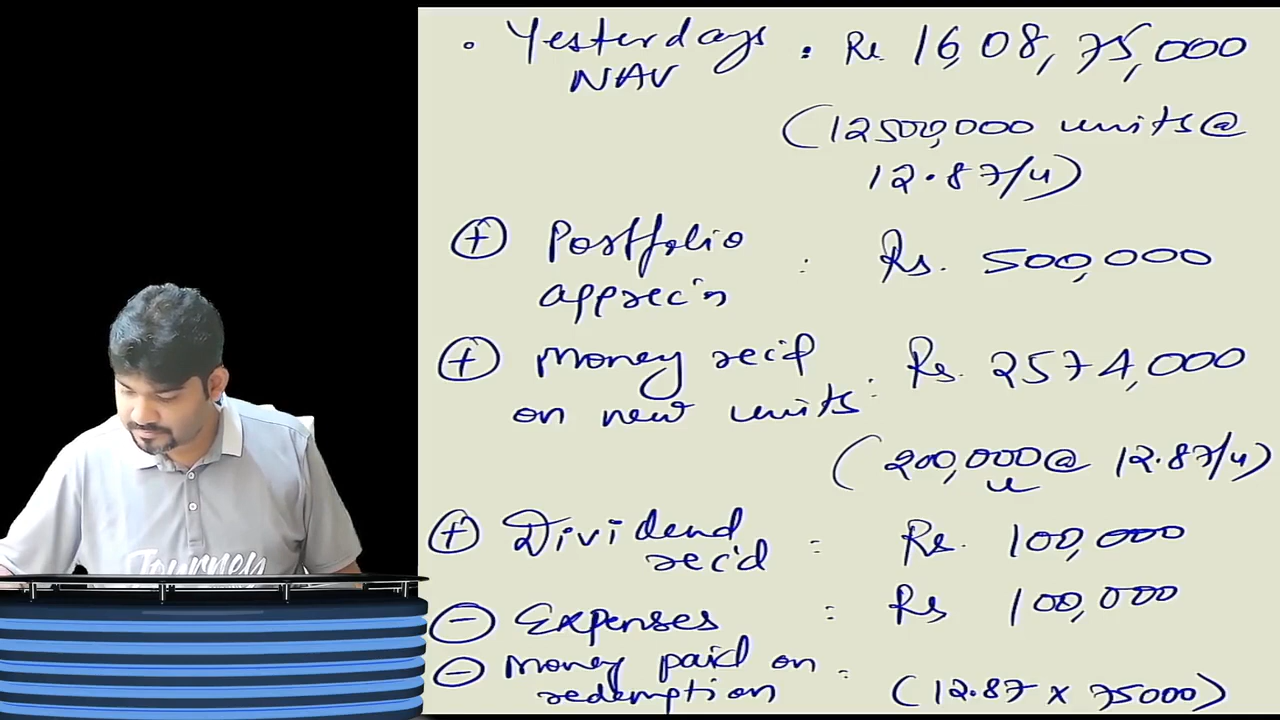 . Yesterdays : Rs. 16,08,75,000
NAV
(12500,000 units @
12.87/u)
⊕ Portfolio : Rs. 500,000
apprec'n
⊕ Money rec'd : Rs. 2574,000
on new units
(200,000 @ 12.87/u)
u
⊕ Dividend : Rs. 100,000
rec'd
⊖ Expenses : Rs 100,000
⊖ Money paid on : (12.87 x 75000)
redemption
Journey